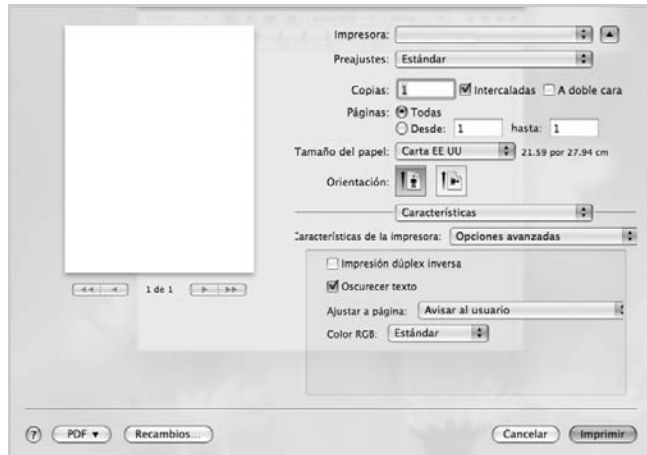 Impresora:
Preajustes: Estándar
Copias: 1 Intercaladas A doble cara
Páginas: Todas
Desde: 1 hasta: 1
Tamaño del papel: Carta EE UU 21.59 por 27.94 cm
Orientación:
Características
Características de la impresora: Opciones avanzadas
Impresión dúplex inversa
1 de 1
Oscurecer texto
Ajustar a página: Avisar al usuario
Color RGB: Estándar
? PDF Recambios... Cancelar Imprimir